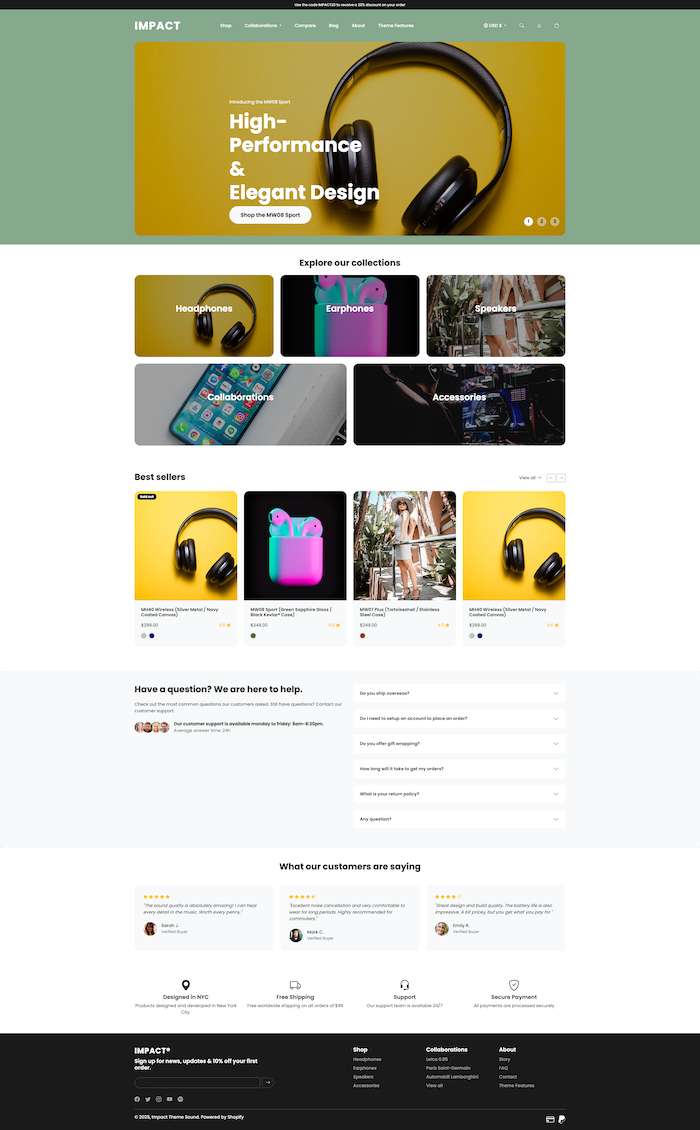 Use the code IMPACT20 to receive a 20% discount on your order
IMPACT
Shop
Collaborations
Compare
Blog
About
Theme Features
USD $
Introducing the MW08 Sport
High-
Performance
&
Elegant Design
Shop the MW08 Sport
1
2
3
Explore our collections
Headphones
Earphones
Speakers
Collaborations
Accessories
Best sellers
View all
Sold out
MH40 Wireless (Silver Metal / Navy
Coated Canvas)
$299.00
4.8
MW08 Sport (Green Sapphire Glass /
Black Kevlar® Case)
$349.00
4.8
MW07 Plus (Tortoiseshell / Stainless
Steel Case)
$249.00
4.8
MH40 Wireless (Silver Metal / Navy
Coated Canvas)
$299.00
4.8
Have a question? We are here to help.
Check out the most common questions our customers asked. Still have questions? Contact our
customer support.
Our customer support is available monday to friday: 8am-8:30pm.
Average answer time: 24h
Do you ship overseas?
Do I need to setup an account to place an order?
Do you offer gift wrapping?
How long will it take to get my orders?
What is your return policy?
Any question?
What our customers are saying
"The sound quality is absolutely amazing! I can hear
every detail in the music. Worth every penny."
Sarah J.
Verified Buyer
"Excellent noise cancellation and very comfortable to
wear for long periods. Highly recommended for
commuters."
Mark C.
Verified Buyer
"Great design and build quality. The battery life is also
impressive. A bit pricey, but you get what you pay for."
Emily R.
Verified Buyer
Designed in NYC
Products designed and developed in New York
City.
Free Shipping
Free worldwide shipping on all orders of $99
Support
Our support team is available 24/7
Secure Payment
All payments are processed securely
IMPACT®
Sign up for news, updates & 10% off your first
order.
Shop
Headphones
Earphones
Speakers
Accessories
Collaborations
Leica 0.95
Paris Saint-Germain
Automobili Lamborghini
View all
About
Story
FAQ
Contact
Theme Features
© 2025, Impact Theme Sound. Powered by Shopify